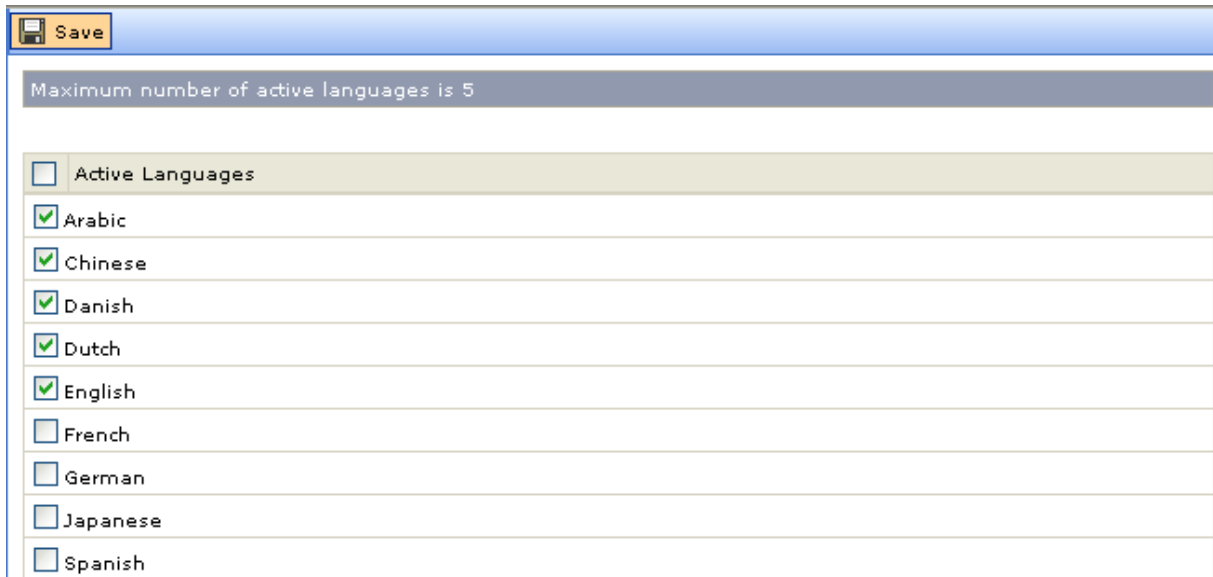 Save
Maximum number of active languages is 5
Active Languages
Arabic
Chinese
Danish
Dutch
English
French
German
Japanese
Spanish